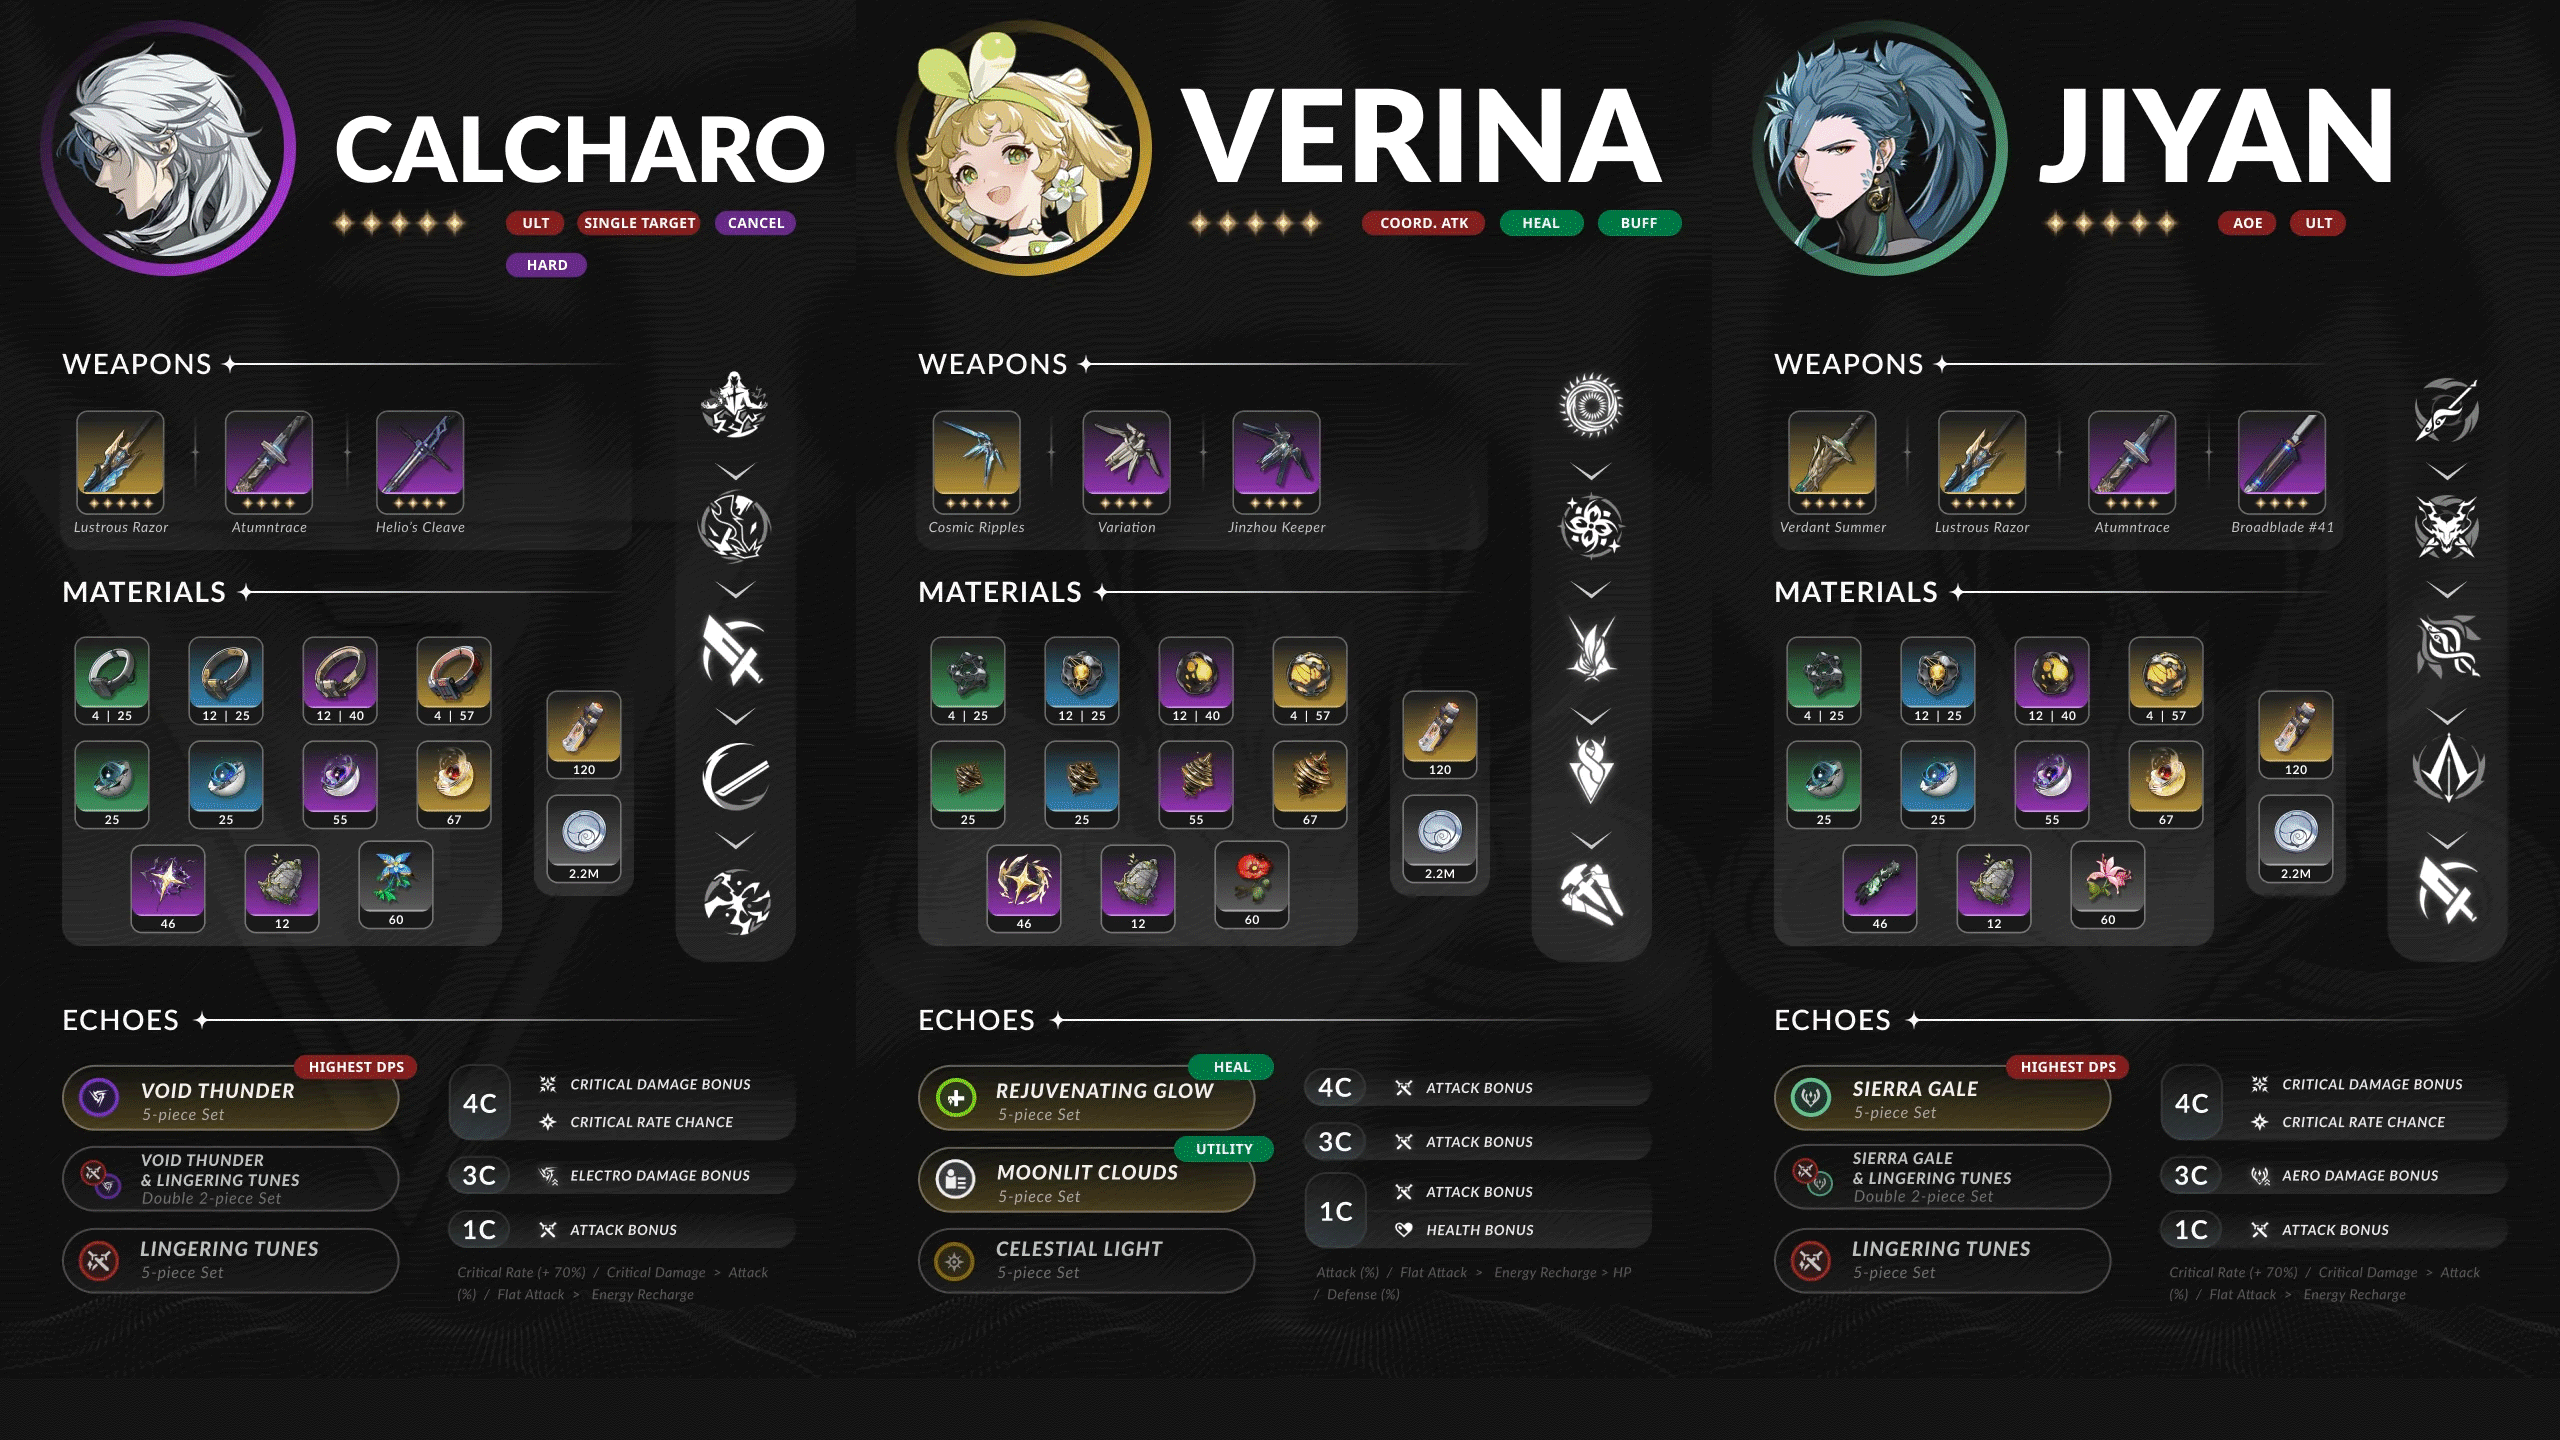 CALCHARO
ULT SINGLE TARGET CANCEL
HARD
WEAPONS
Lustrous Razor Atumntrace Helio's Cleave
MATERIALS
4 | 25 12 | 25 12 | 40 4 | 57
120
25 25 55 67
2.2M
46 12 60
ECHOES
HIGHEST DPS
VOID THUNDER
5-piece Set
VOID THUNDER
& LINGERING TUNES
Double 2-piece Set
LINGERING TUNES
5-piece Set
4C
CRITICAL DAMAGE BONUS
CRITICAL RATE CHANCE
3C
ELECTRO DAMAGE BONUS
1C
ATTACK BONUS
Critical Rate (+ 70%) / Critical Damage > Attack
(%) / Flat Attack > Energy Recharge
VERINA
COORD. ATK HEAL BUFF
WEAPONS
Cosmic Ripples Variation Jinzhou Keeper
MATERIALS
4 | 25 12 | 25 12 | 40 4 | 57
120
25 25 55 67
2.2M
46 12 60
ECHOES
HEAL
REJUVENATING GLOW
5-piece Set
UTILITY
MOONLIT CLOUDS
5-piece Set
CELESTIAL LIGHT
5-piece Set
4C
ATTACK BONUS
3C
ATTACK BONUS
1C
ATTACK BONUS
HEALTH BONUS
Attack (%) / Flat Attack > Energy Recharge > HP
/ Defense (%)
JIYAN
AOE ULT
WEAPONS
Verdant Summer Lustrous Razor Atumntrace Broadblade #41
MATERIALS
4 | 25 12 | 25 12 | 40 4 | 57
120
25 25 55 67
2.2M
46 12 60
ECHOES
HIGHEST DPS
SIERRA GALE
5-piece Set
SIERRA GALE
& LINGERING TUNES
Double 2-piece Set
LINGERING TUNES
5-piece Set
4C
CRITICAL DAMAGE BONUS
CRITICAL RATE CHANCE
3C
AERO DAMAGE BONUS
1C
ATTACK BONUS
Critical Rate (+ 70%) / Critical Damage > Attack
(%) / Flat Attack > Energy Recharge